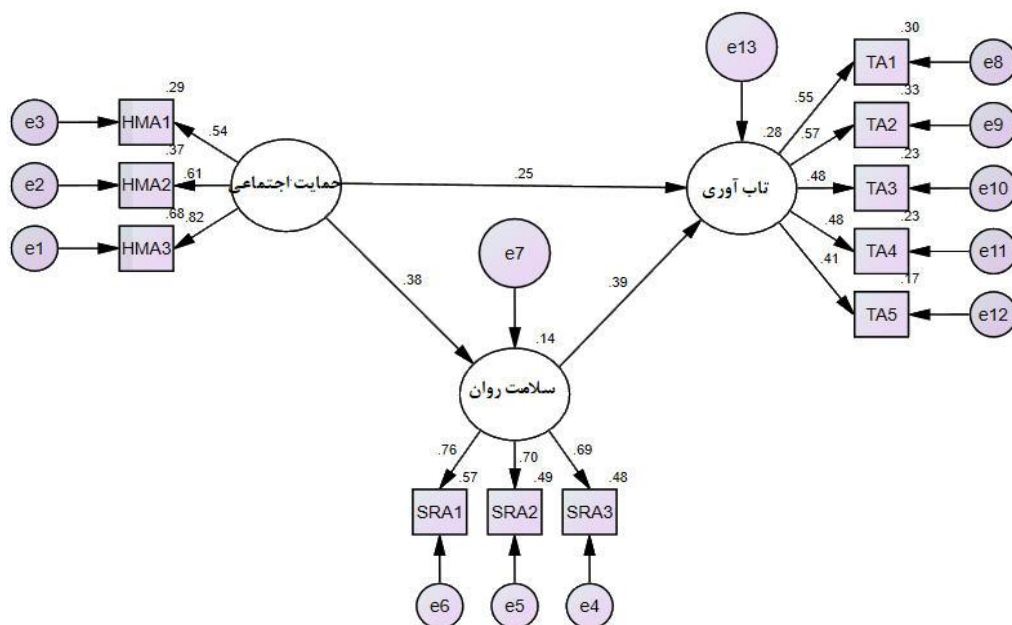 .30
e13
TA1
e8
.29
.55
.33
e3
HMA1
.54
TA2
e9
.28
.57
.37
.23
e2
HMA2
.61
حمایت اجتماعی
.25
تاب آوری
.48
TA3
e10
.23
.68
.82
.48
TA4
e11
e1
HMA3
e7
.41
.17
.38
.39
TA5
e12
.14
سلامت روان
.76
.70
.69
.57
.49
.48
SRA1
SRA2
SRA3
e6
e5
e4